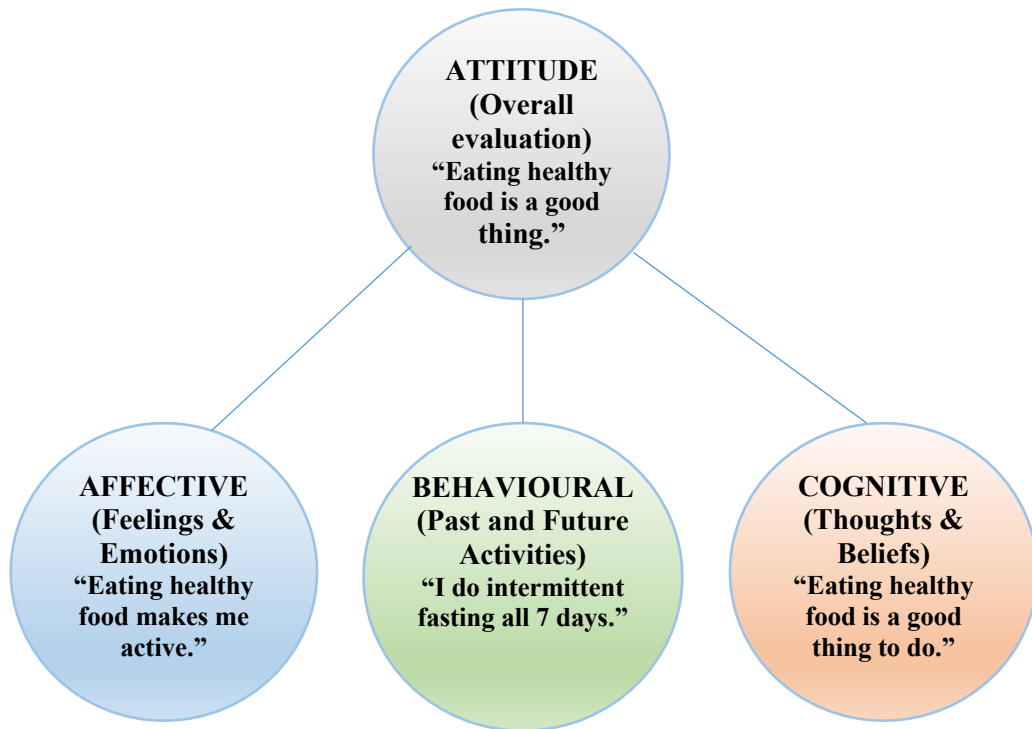 ATTITUDE
(Overall
evaluation)
“Eating healthy
food is a good
thing.”
AFFECTIVE
(Feelings &
Emotions)
“Eating healthy
food makes me
active.”
BEHAVIOURAL
(Past and Future
Activities)
“I do intermittent
fasting all 7 days.”
COGNITIVE
(Thoughts &
Beliefs)
“Eating healthy
food is a good
thing to do.”